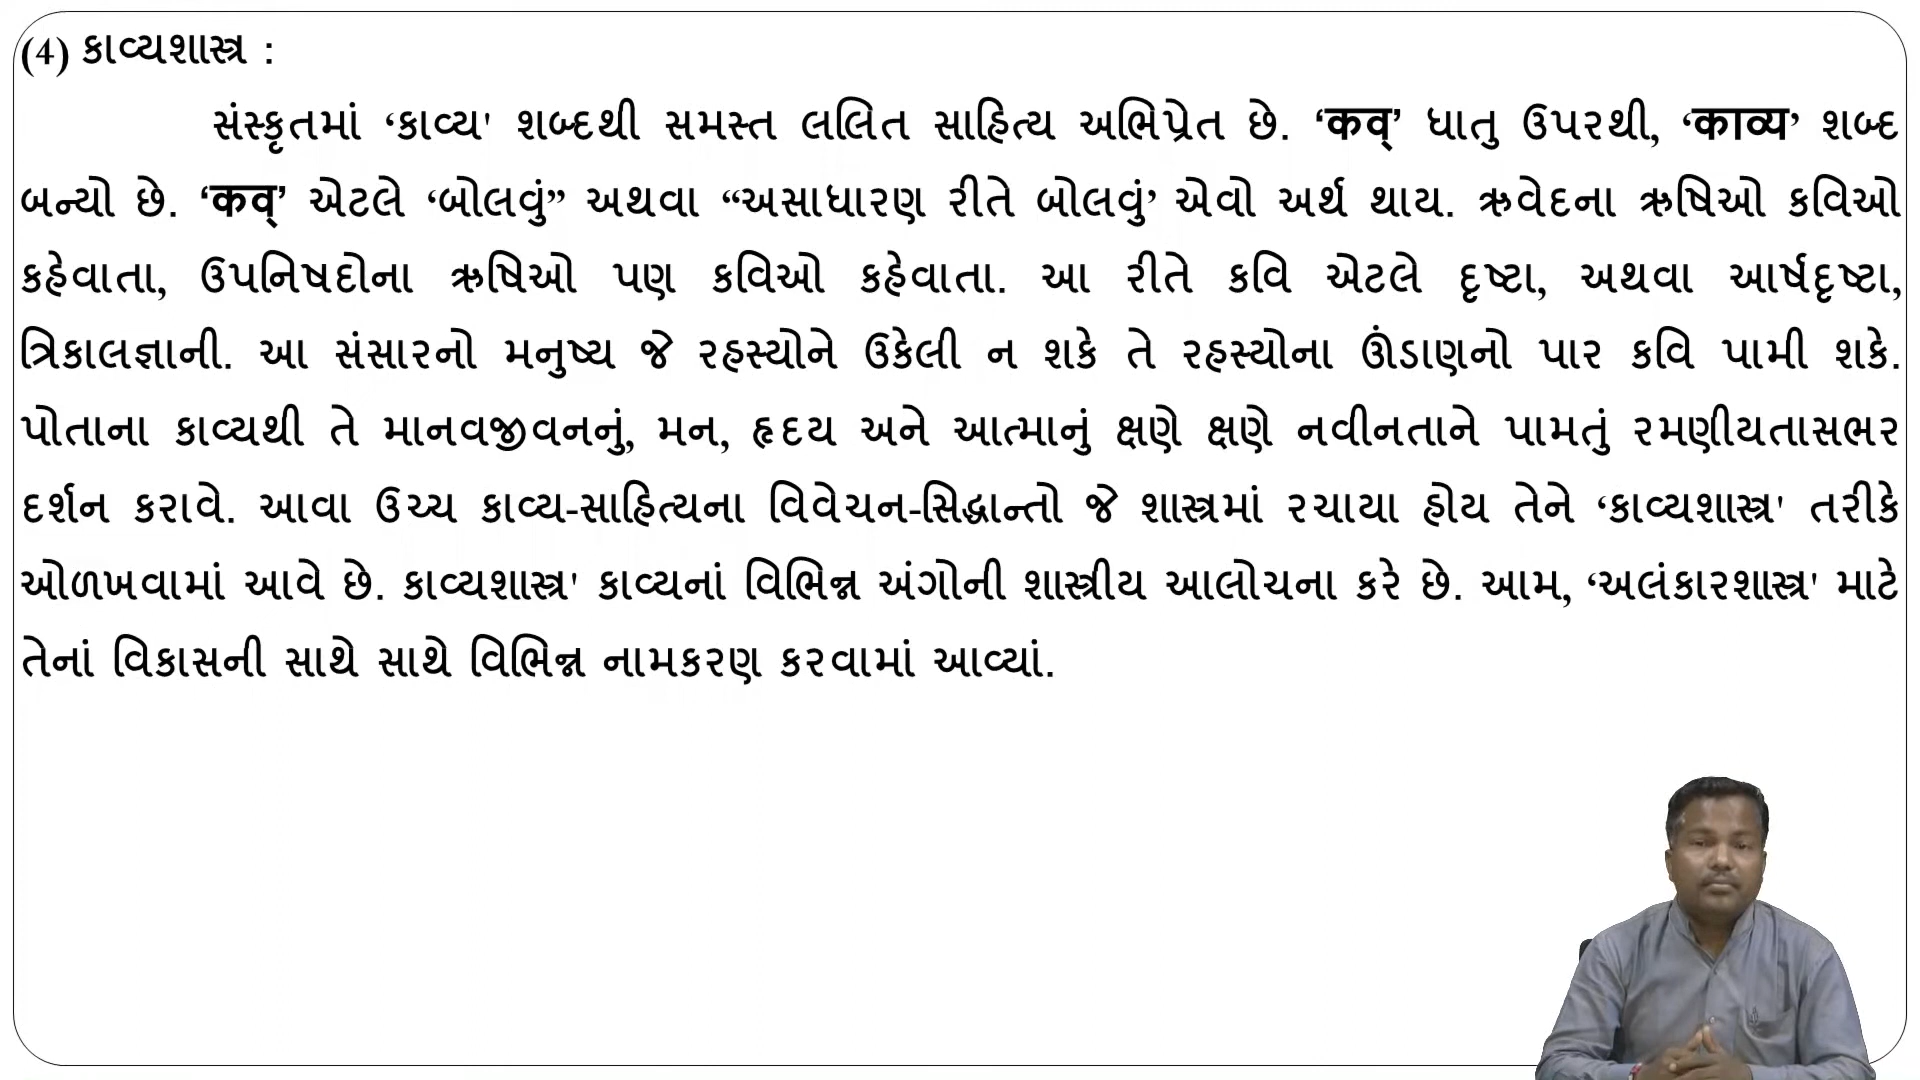 (4) કાવ્યશાસ્ત્ર :
સંસ્કૃતમાં ‘કાવ્ય' શબ્દથી સમસ્ત લલિત સાહિત્ય અભિપ્રેત છે. ‘कव्’ ધાતુ ઉપરથી, ‘काव्य’ શબ્દ
બન્યો છે. ‘कव्’ એટલે ‘બોલવું” અથવા “અસાધારણ રીતે બોલવું’ એવો અર્થ થાય. ઋવેદના ઋષિઓ કવિઓ
કહેવાતા, ઉપનિષદોના ઋષિઓ પણ કવિઓ કહેવાતા. આ રીતે કવિ એટલે દૃષ્ટા, અથવા આર્ષદૃષ્ટા,
ત્રિકાલજ્ઞાની. આ સંસારનો મનુષ્ય જે રહસ્યોને ઉકેલી ન શકે તે રહસ્યોના ઊંડાણનો પાર કવિ પામી શકે.
પોતાના કાવ્યથી તે માનવજીવનનું, મન, હૃદય અને આત્માનું ક્ષણે ક્ષણે નવીનતાને પામતું રમણીયતાસભર
દર્શન કરાવે. આવા ઉચ્ચ કાવ્ય-સાહિત્યના વિવેચન-સિદ્ધાન્તો જે શાસ્ત્રમાં રચાયા હોય તેને ‘કાવ્યશાસ્ત્ર' તરીકે
ઓળખવામાં આવે છે. કાવ્યશાસ્ત્ર' કાવ્યનાં વિભિન્ન અંગોની શાસ્ત્રીય આલોચના કરે છે. આમ, ‘અલંકારશાસ્ત્ર' માટે
તેનાં વિકાસની સાથે સાથે વિભિન્ન નામકરણ કરવામાં આવ્યાં.